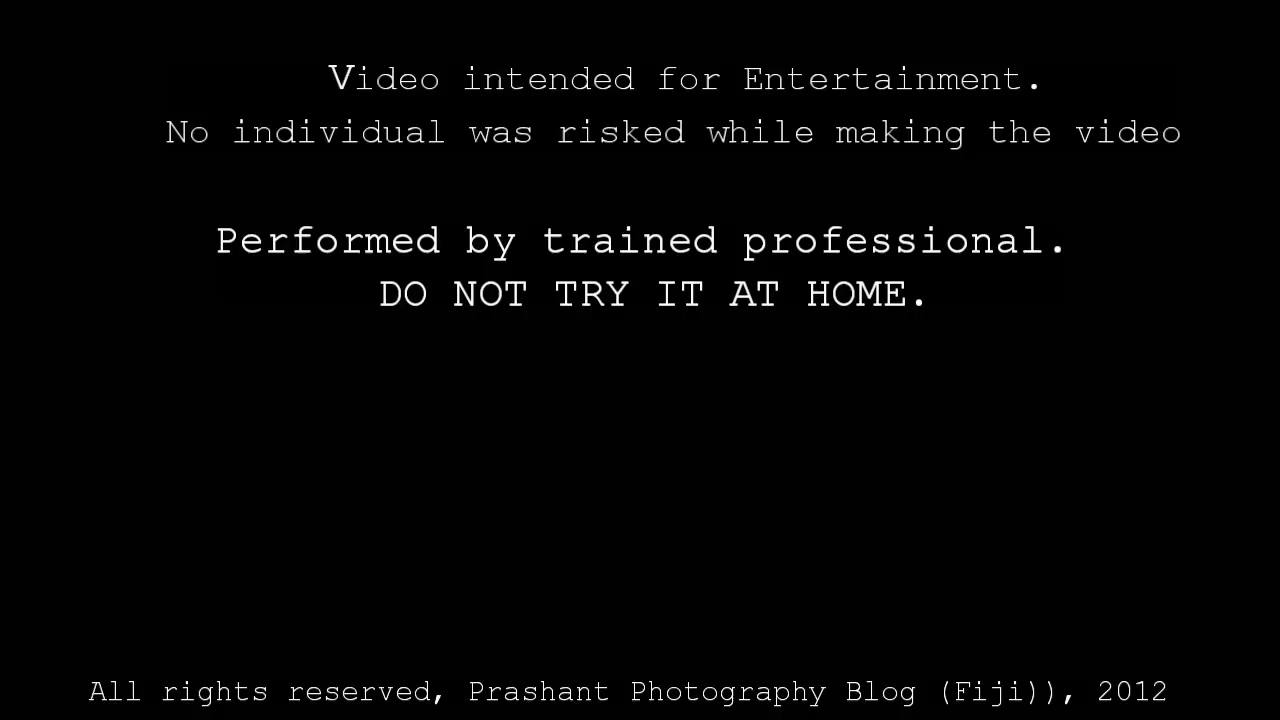 Video intended for Entertainment.
No individual was risked while making the video
Performed by trained professional.
DO NOT TRY IT AT HOME.
All rights reserved, Prashant Photography Blog (Fiji)), 2012